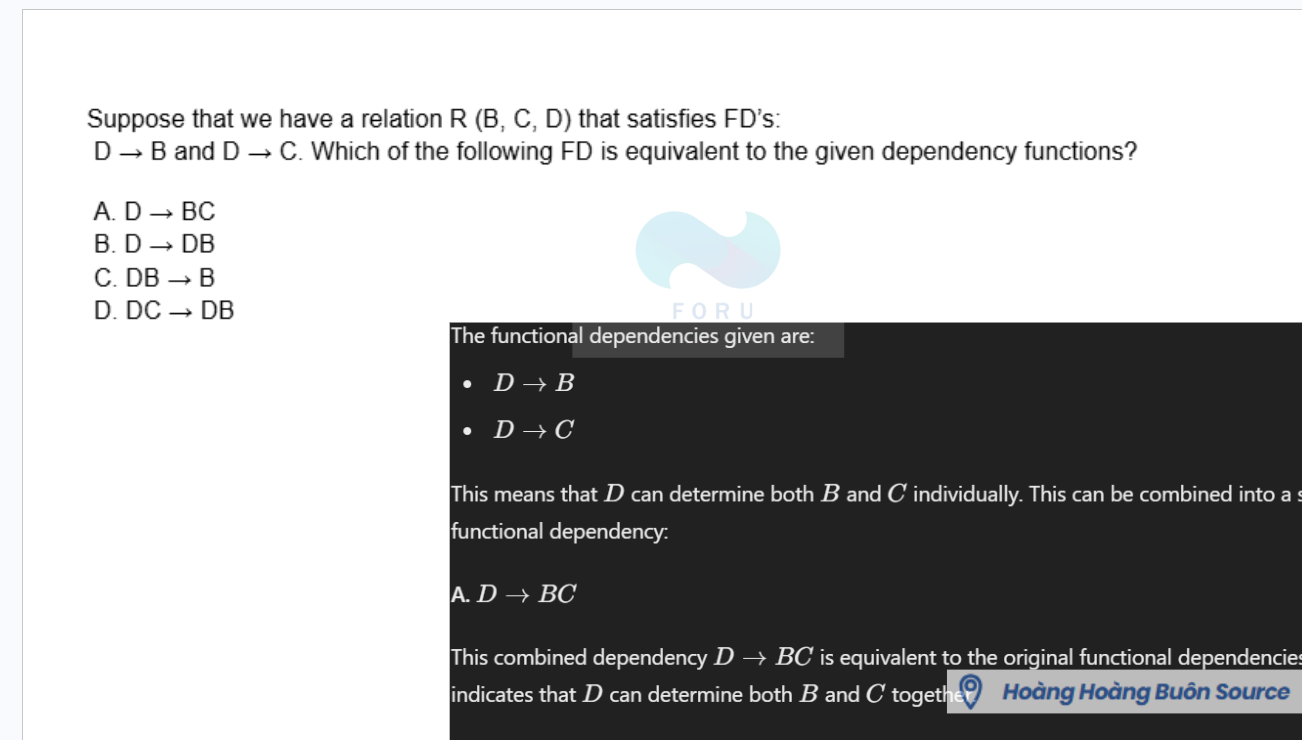 Suppose that we have a relation R (B, C, D) that satisfies FD's:
D → B and D → C. Which of the following FD is equivalent to the given dependency functions?
A. D → BC
B. D → DB
C. DB → B
D. DC → DB
FORU
The functional dependencies given are:
• D → B
• D → C
This means that D can determine both B and C individually. This can be combined into a
functional dependency:
A. D → BC
This combined dependency D → BC is equivalent to the original functional dependencies
indicates that D can determine both B and C
Hoàng Hoàng Buôn Source